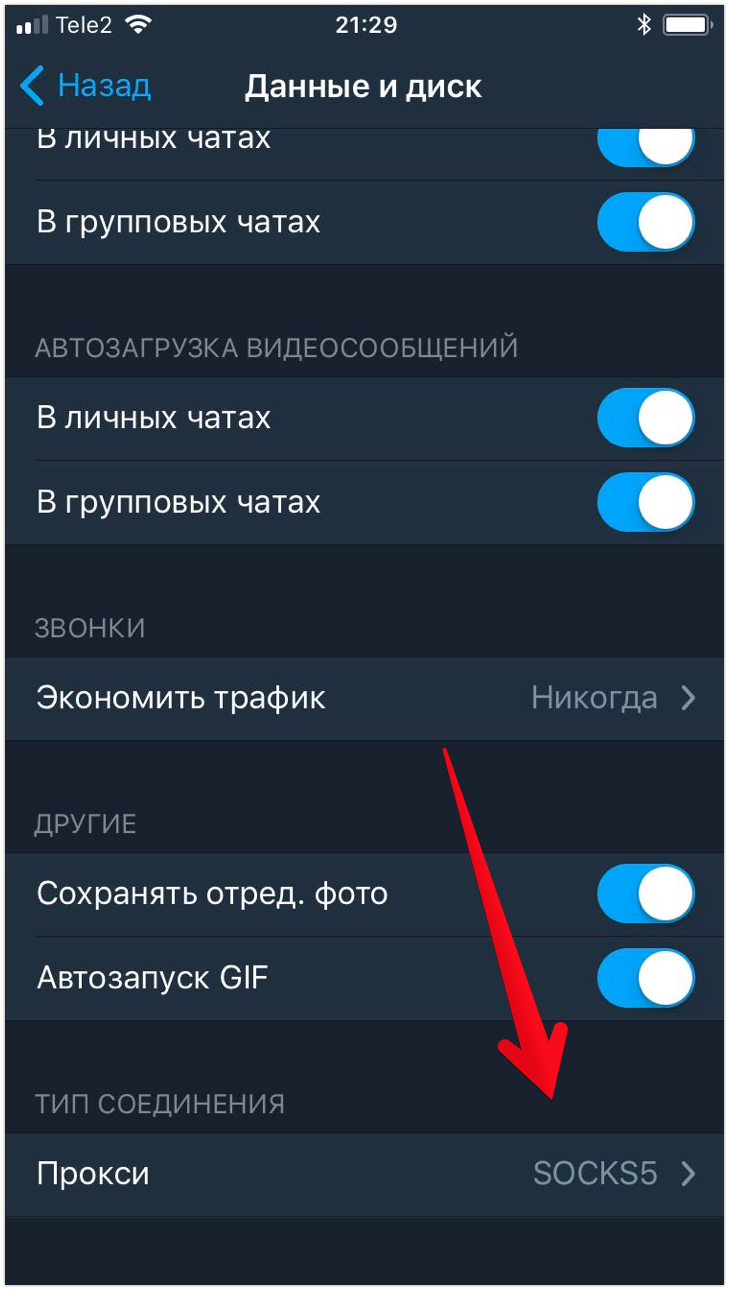 Tele2 21:29
Назад Данные и диск
В личных чатах
В групповых чатах
АВТОЗАГРУЗКА ВИДЕОСООБЩЕНИЙ
В личных чатах
В групповых чатах
ЗВОНКИ
Экономить трафик Никогда
ДРУГИЕ
Сохранять отред. фото
Автозапуск GIF
ТИП СОЕДИНЕНИЯ
Прокси SOCKS5